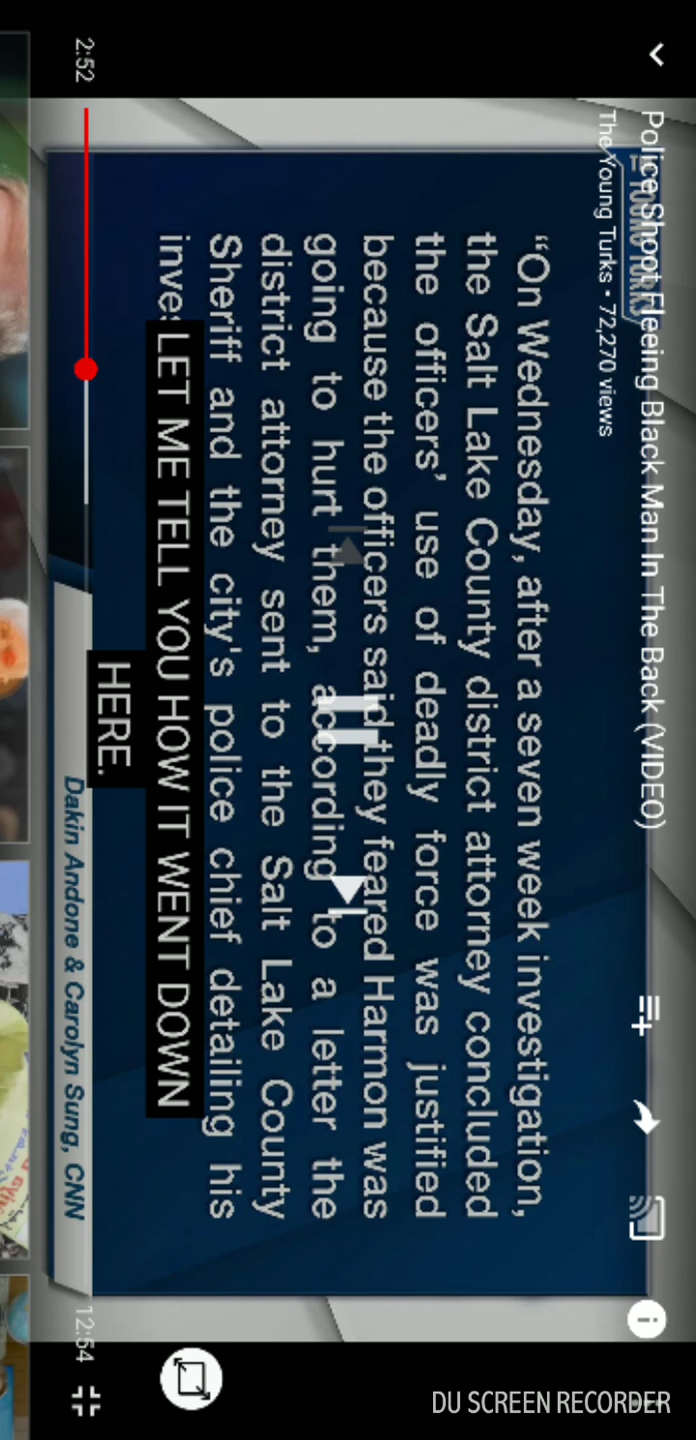 Police Shoot Fleeing Black Man In The Back (VIDEO)
The Young Turks • 72,270 views
“On Wednesday, after a seven week investigation,
the Salt Lake County district attorney concluded
the officers’ use of deadly force was justified
because the officers said they feared Harmon was
going to hurt them, according to a letter the
district attorney sent to the Salt Lake County
Sheriff and the city's police chief detailing his
LET ME TELL YOU HOW IT WENT DOWN
HERE.
Dakin Andone & Carolyn Sung, CNN
2:52
12:54
DU SCREEN RECORDER